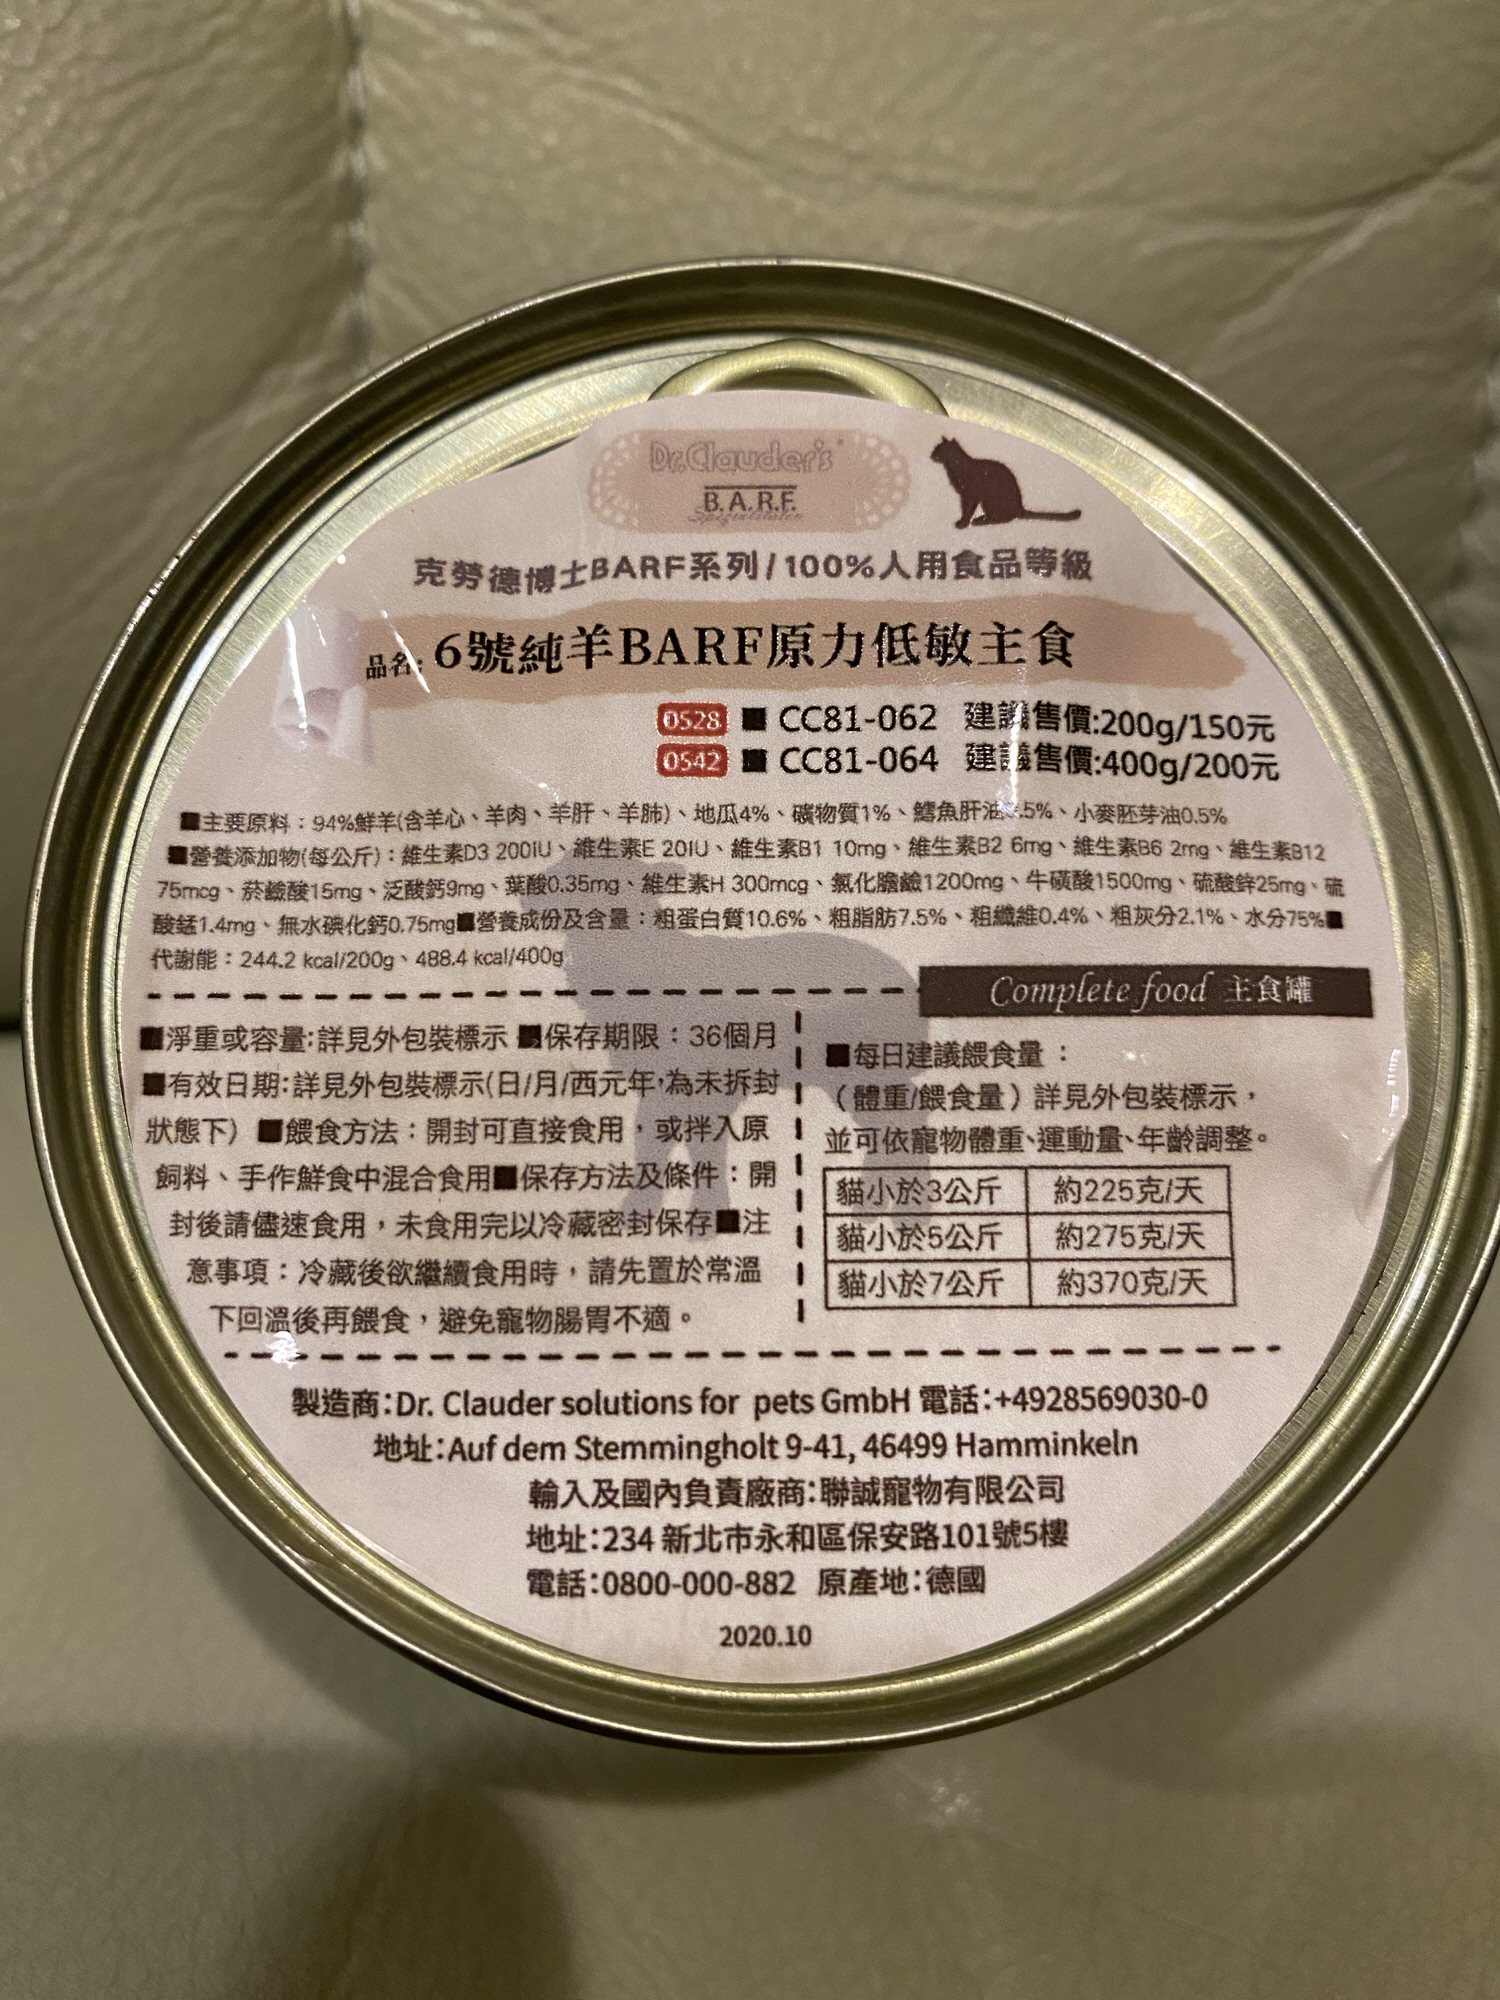 Dr.Clauder's
B.A.R.F.
克勞德博士BARF系列/100%人用食品等級
品名: 6號純羊BARF原力低敏主食
0528 ■ CC81-062 建議售價:200g/150元
0542 ■ CC81-064 建議售價:400g/200元
■主要原料：94%鮮羊(含羊心、羊肉、羊肝、羊肺)、地瓜4%、礦物質1%、鱈魚肝油 .5%、小麥胚芽油0.5%
■營養添加物(每公斤)：維生素D3 200IU、維生素E 20IU、維生素B1 10mg、維生素B2 6mg、維生素B6 2mg、維生素B12
75mcg、菸鹼酸15mg、泛酸鈣9mg、葉酸0.35mg、維生素H 300mcg、氯化膽鹼1200mg、牛磺酸1500mg、硫酸鋅25mg、硫
酸錳1.4mg、無水碘化鈣0.75mg■營養成份及含量：粗蛋白質10.6%、粗脂肪7.5%、粗纖維0.4%、粗灰分2.1%、水分75%■
代謝能：244.2 kcal/200g、488.4 kcal/400g
Complete food 主食罐
■淨重或容量:詳見外包裝標示 ■保存期限：36個月
■有效日期:詳見外包裝標示(日/月/西元年,為未拆封
狀態下) ■餵食方法：開封可直接食用，或拌入原
飼料、手作鮮食中混合食用■保存方法及條件：開
封後請儘速食用，未食用完以冷藏密封保存■注
意事項：冷藏後欲繼續食用時，請先置於常溫
下回溫後再餵食，避免寵物腸胃不適。
■每日建議餵食量：
（體重/餵食量）詳見外包裝標示，
並可依寵物體重、運動量、年齡調整。
貓小於3公斤 約225克/天
貓小於5公斤 約275克/天
貓小於7公斤 約370克/天
製造商:Dr. Clauder solutions for pets GmbH 電話:+4928569030-0
地址:Auf dem Stemmingholt 9-41, 46499 Hamminkeln
輸入及國內負責廠商:聯誠寵物有限公司
地址:234 新北市永和區保安路101號5樓
電話:0800-000-882 原產地:德國
2020.10